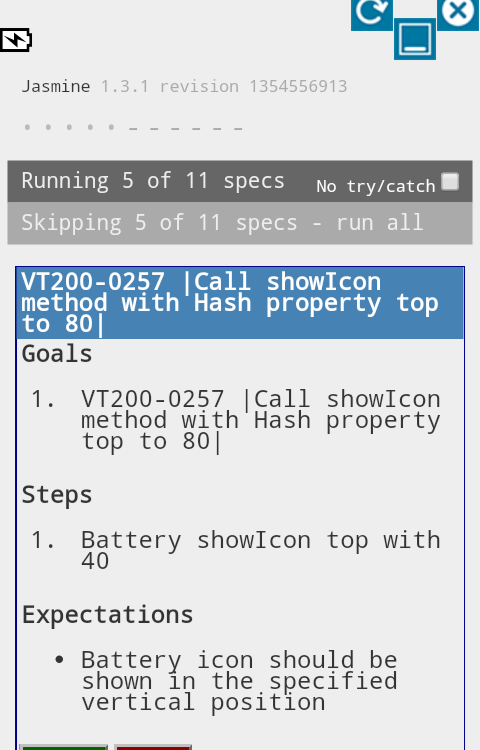 Jasmine 1.3.1 revision 1354556913
• • • • • – – – – – –
Running 5 of 11 specs No try/catch
Skipping 5 of 11 specs - run all
VT200-0257 |Call showIcon
method with Hash property top
to 80|
Goals
1. VT200-0257 |Call showIcon
method with Hash property
top to 80|
Steps
1. Battery showIcon top with
40
Expectations
• Battery icon should be
shown in the specified
vertical position